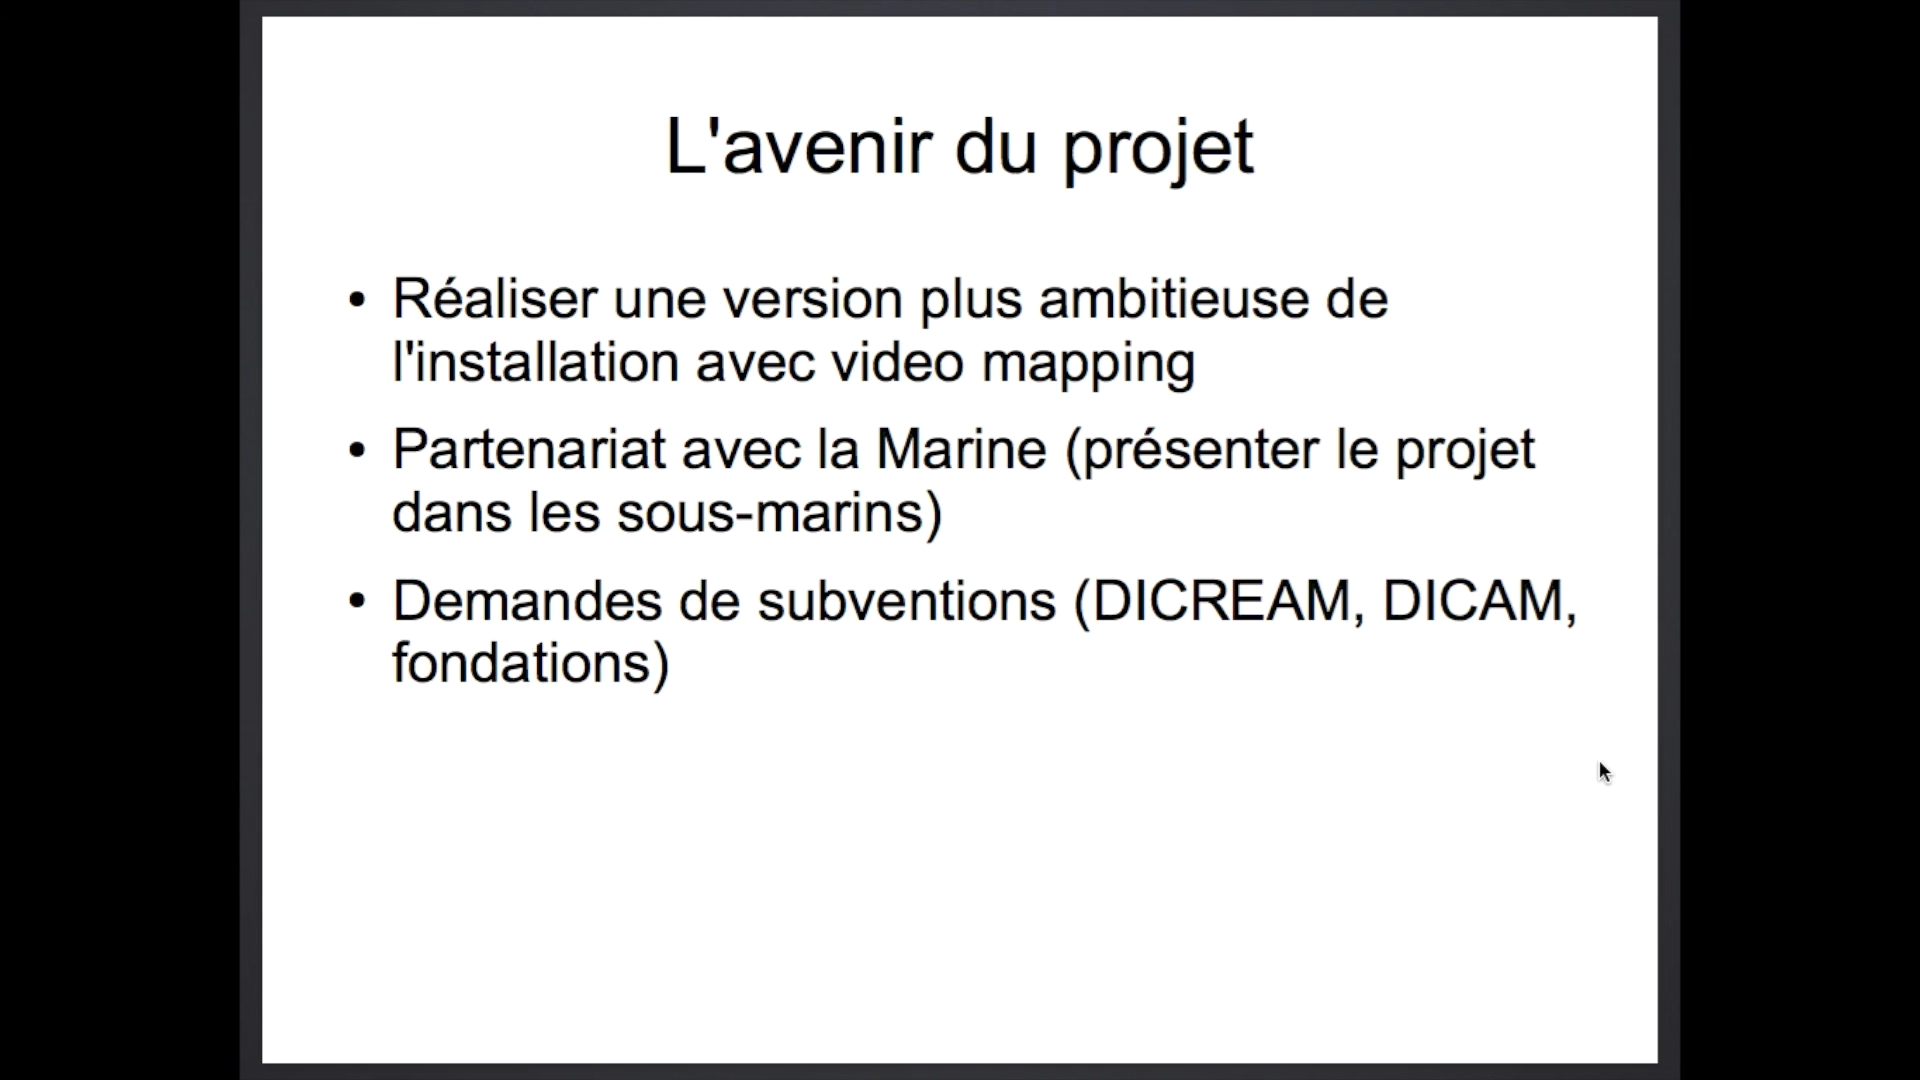 L'avenir du projet
• Réaliser une version plus ambitieuse de
l'installation avec video mapping
• Partenariat avec la Marine (présenter le projet
dans les sous-marins)
• Demandes de subventions (DICREAM, DICAM,
fondations)